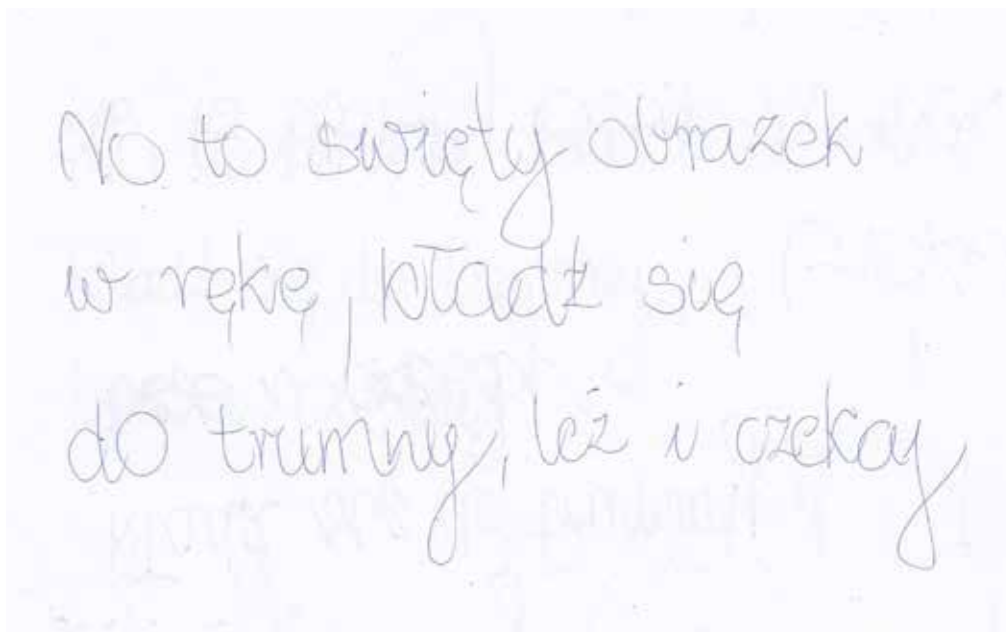 No to święty obrazek
w rękę, kładź się
do trumny, leż i czekaj